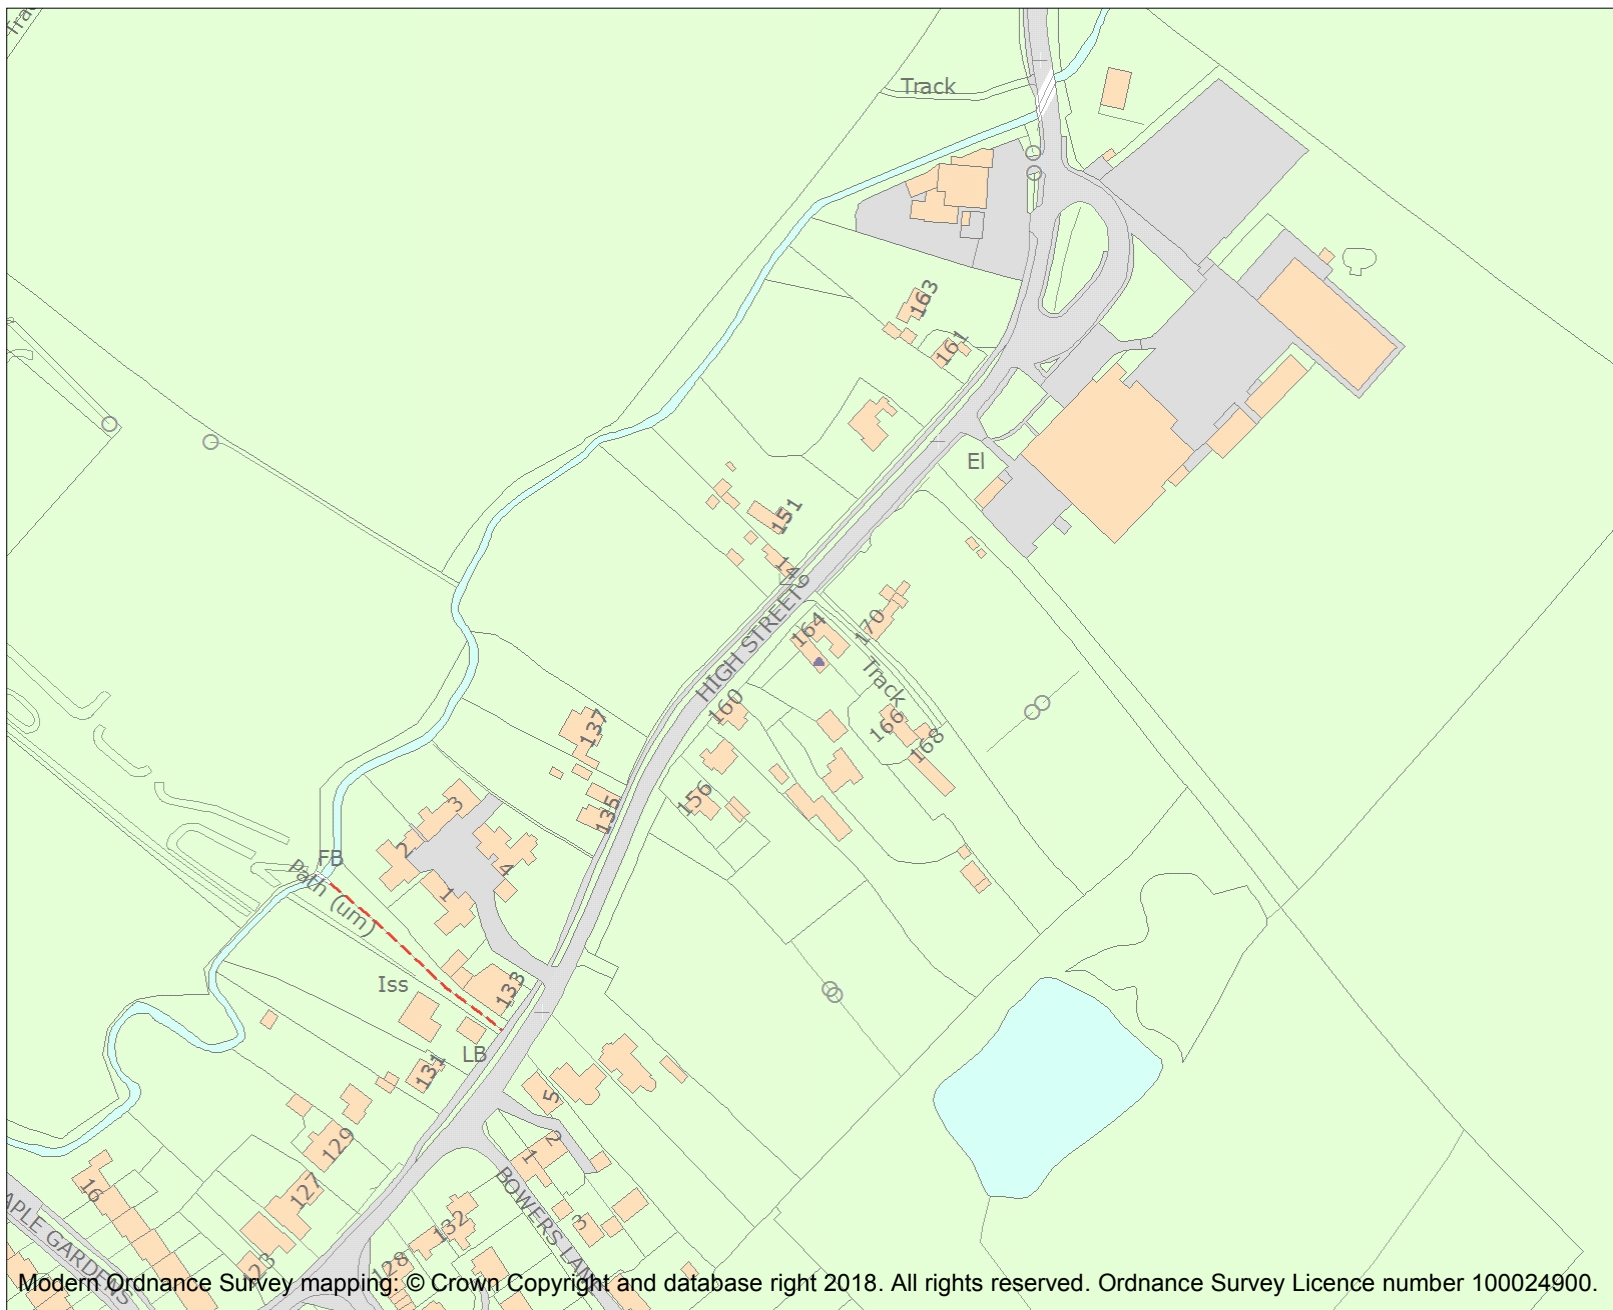 Trac
Track
163
161
El
151
149
HIGH STREET
164
170
Track
160
166
168
137
156
135
3
2
4
1
FB
Path (um)
133
Iss
LB
131
5
129
2
1
16
127
BOWERS LAN
3
132
APLE GARDENS
23
128
Modern Ordnance Survey mapping: © Crown Copyright and database right 2018. All rights reserved. Ordnance Survey Licence number 100024900.